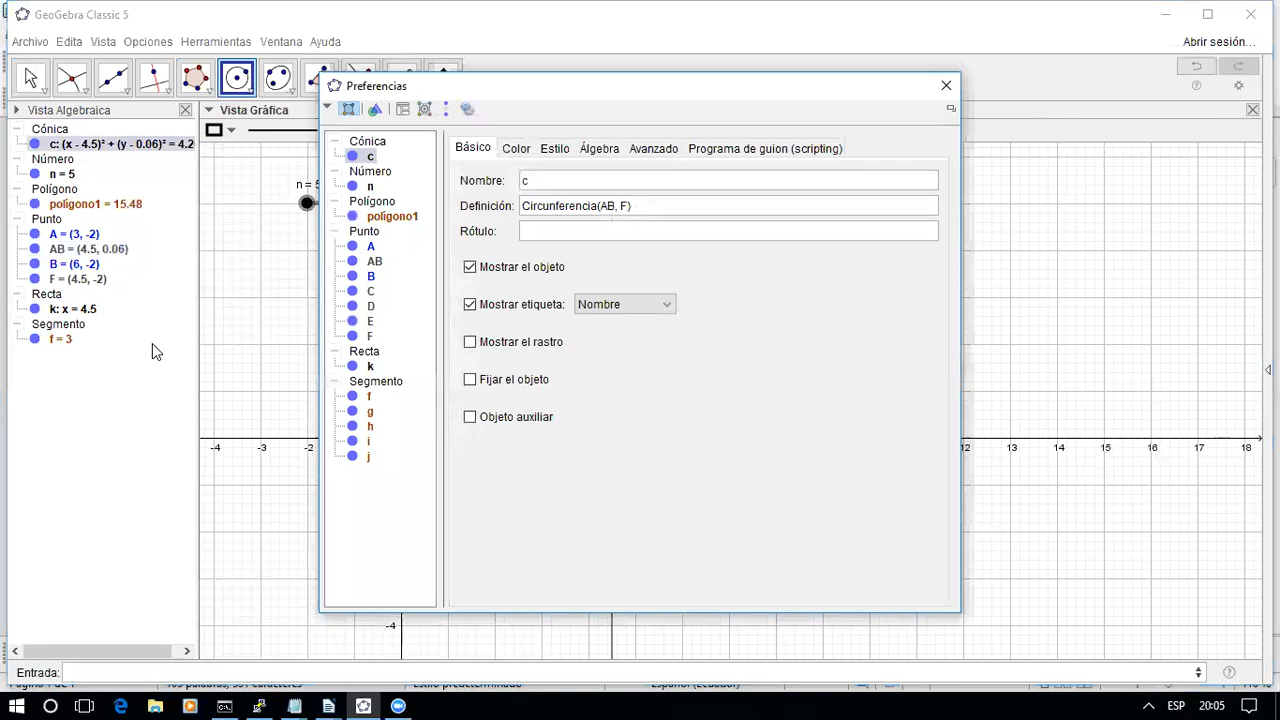 GeoGebra Classic 5
Archivo Edita Vista Opciones Herramientas Ventana Ayuda
Abrir sesión...
Vista Algebraica
Vista Gráfica
Cónica
c: (x - 4.5)² + (y - 0.06)² = 4.2
Número
n = 5
Polígono
polígono1 = 15.48
Punto
A = (3, -2)
AB = (4.5, 0.06)
B = (6, -2)
F = (4.5, -2)
Recta
k: x = 4.5
Segmento
f = 3
n = 5
-4 -3 -2
12 13 14 15 16 17 18
-4
Preferencias
Cónica
c
Número
n
Polígono
polígono1
Punto
A
AB
B
C
D
E
F
Recta
k
Segmento
f
g
h
i
j
Básico Color Estilo Álgebra Avanzado Programa de guion (scripting)
Nombre: c
Definición: Circunferencia(AB, F)
Rótulo:
Mostrar el objeto
Mostrar etiqueta: Nombre
Mostrar el rastro
Fijar el objeto
Objeto auxiliar
Entrada:
ESP 20:05